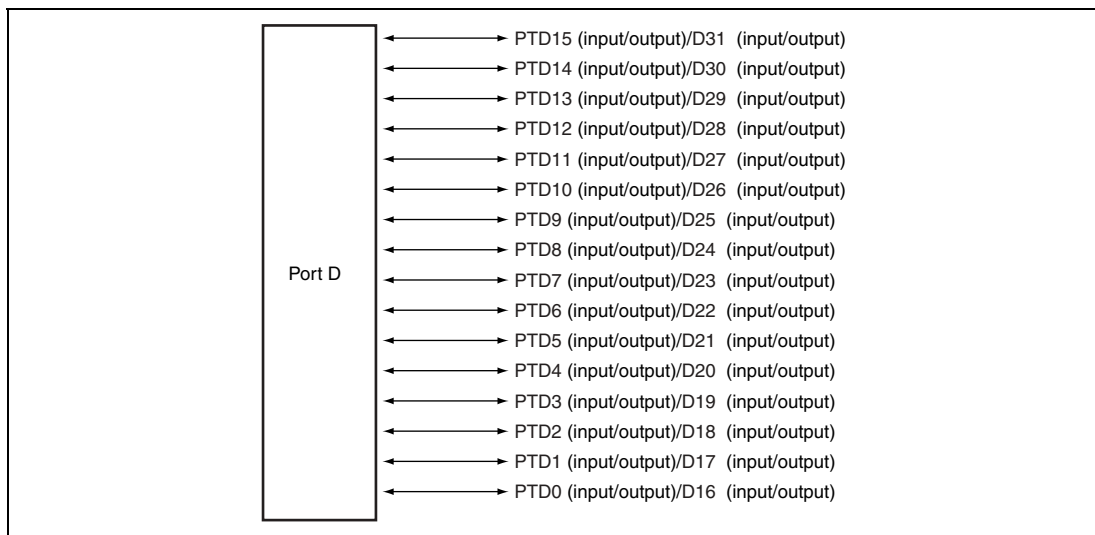 PTD15 (input/output)/D31 (input/output)
PTD14 (input/output)/D30 (input/output)
PTD13 (input/output)/D29 (input/output)
PTD12 (input/output)/D28 (input/output)
PTD11 (input/output)/D27 (input/output)
PTD10 (input/output)/D26 (input/output)
PTD9 (input/output)/D25 (input/output)
PTD8 (input/output)/D24 (input/output)
Port D
PTD7 (input/output)/D23 (input/output)
PTD6 (input/output)/D22 (input/output)
PTD5 (input/output)/D21 (input/output)
PTD4 (input/output)/D20 (input/output)
PTD3 (input/output)/D19 (input/output)
PTD2 (input/output)/D18 (input/output)
PTD1 (input/output)/D17 (input/output)
PTD0 (input/output)/D16 (input/output)